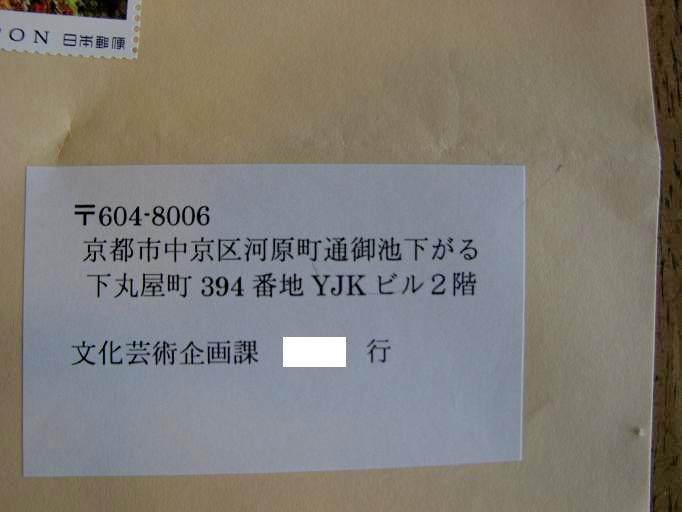 PON 日本郵便
〒604-8006
京都市中京区河原町通御池下がる
下丸屋町 394 番地 YJK ビル２階
文化芸術企画課 行